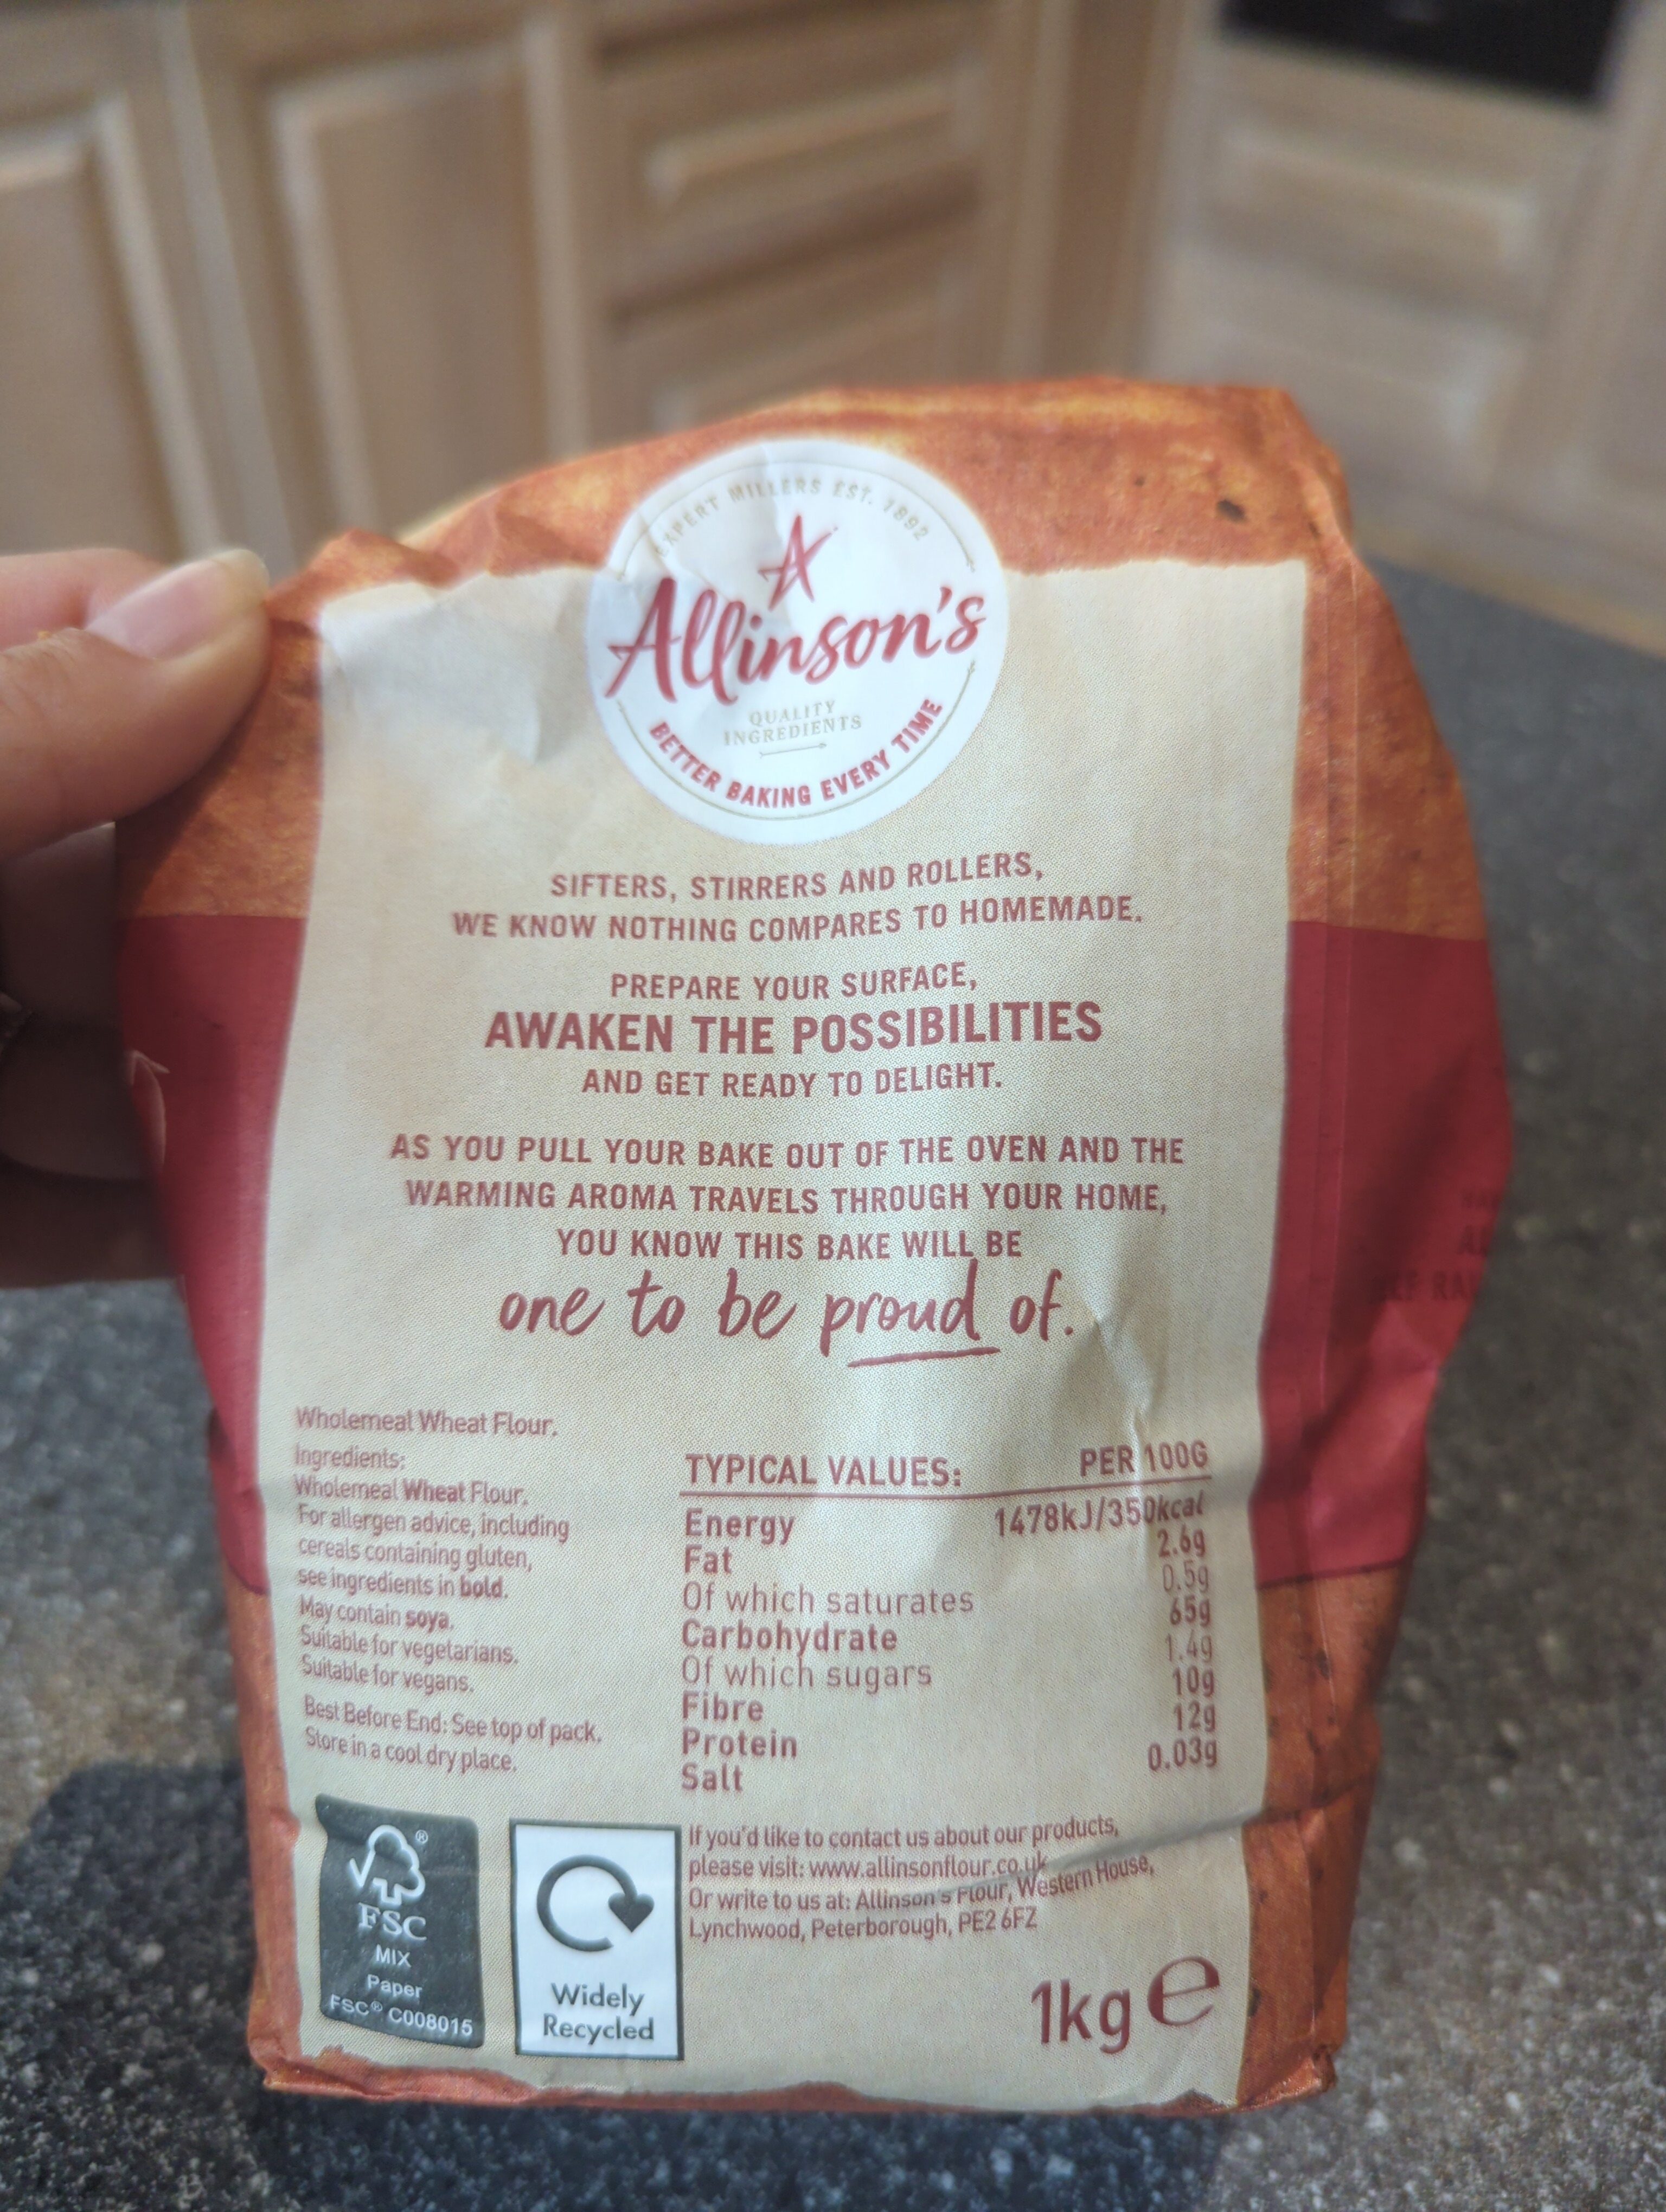 EXPERT MILLERS EST. 1892
Allinson's
QUALITY
INGREDIENTS
BETTER BAKING EVERY TIME
SIFTERS, STIRRERS AND ROLLERS,
WE KNOW NOTHING COMPARES TO HOMEMADE.
PREPARE YOUR SURFACE,
AWAKEN THE POSSIBILITIES
AND GET READY TO DELIGHT.
AS YOU PULL YOUR BAKE OUT OF THE OVEN AND THE
WARMING AROMA TRAVELS THROUGH YOUR HOME,
YOU KNOW THIS BAKE WILL BE
one to be proud of.
Wholemeal Wheat Flour.
Ingredients:
Wholemeal Wheat Flour.
For allergen advice, including
cereals containing gluten,
see ingredients in bold.
May contain soya.
Suitable for vegetarians.
Suitable for vegans.
Best Before End: See top of pack.
Store in a cool dry place.
TYPICAL VALUES: PER 100G
Energy 1478kJ/350kcal
Fat 2.6g
Of which saturates 0.5g
Carbohydrate 65g
Of which sugars 1.4g
Fibre 10g
Protein 12g
Salt 0.03g
FSC
MIX
Paper
FSC® C008015
Widely
Recycled
If you'd like to contact us about our products,
please visit: www.allinsonflour.co.uk
Or write to us at: Allinson's Flour, Western House,
Lynchwood, Peterborough, PE2 6FZ
1kg e